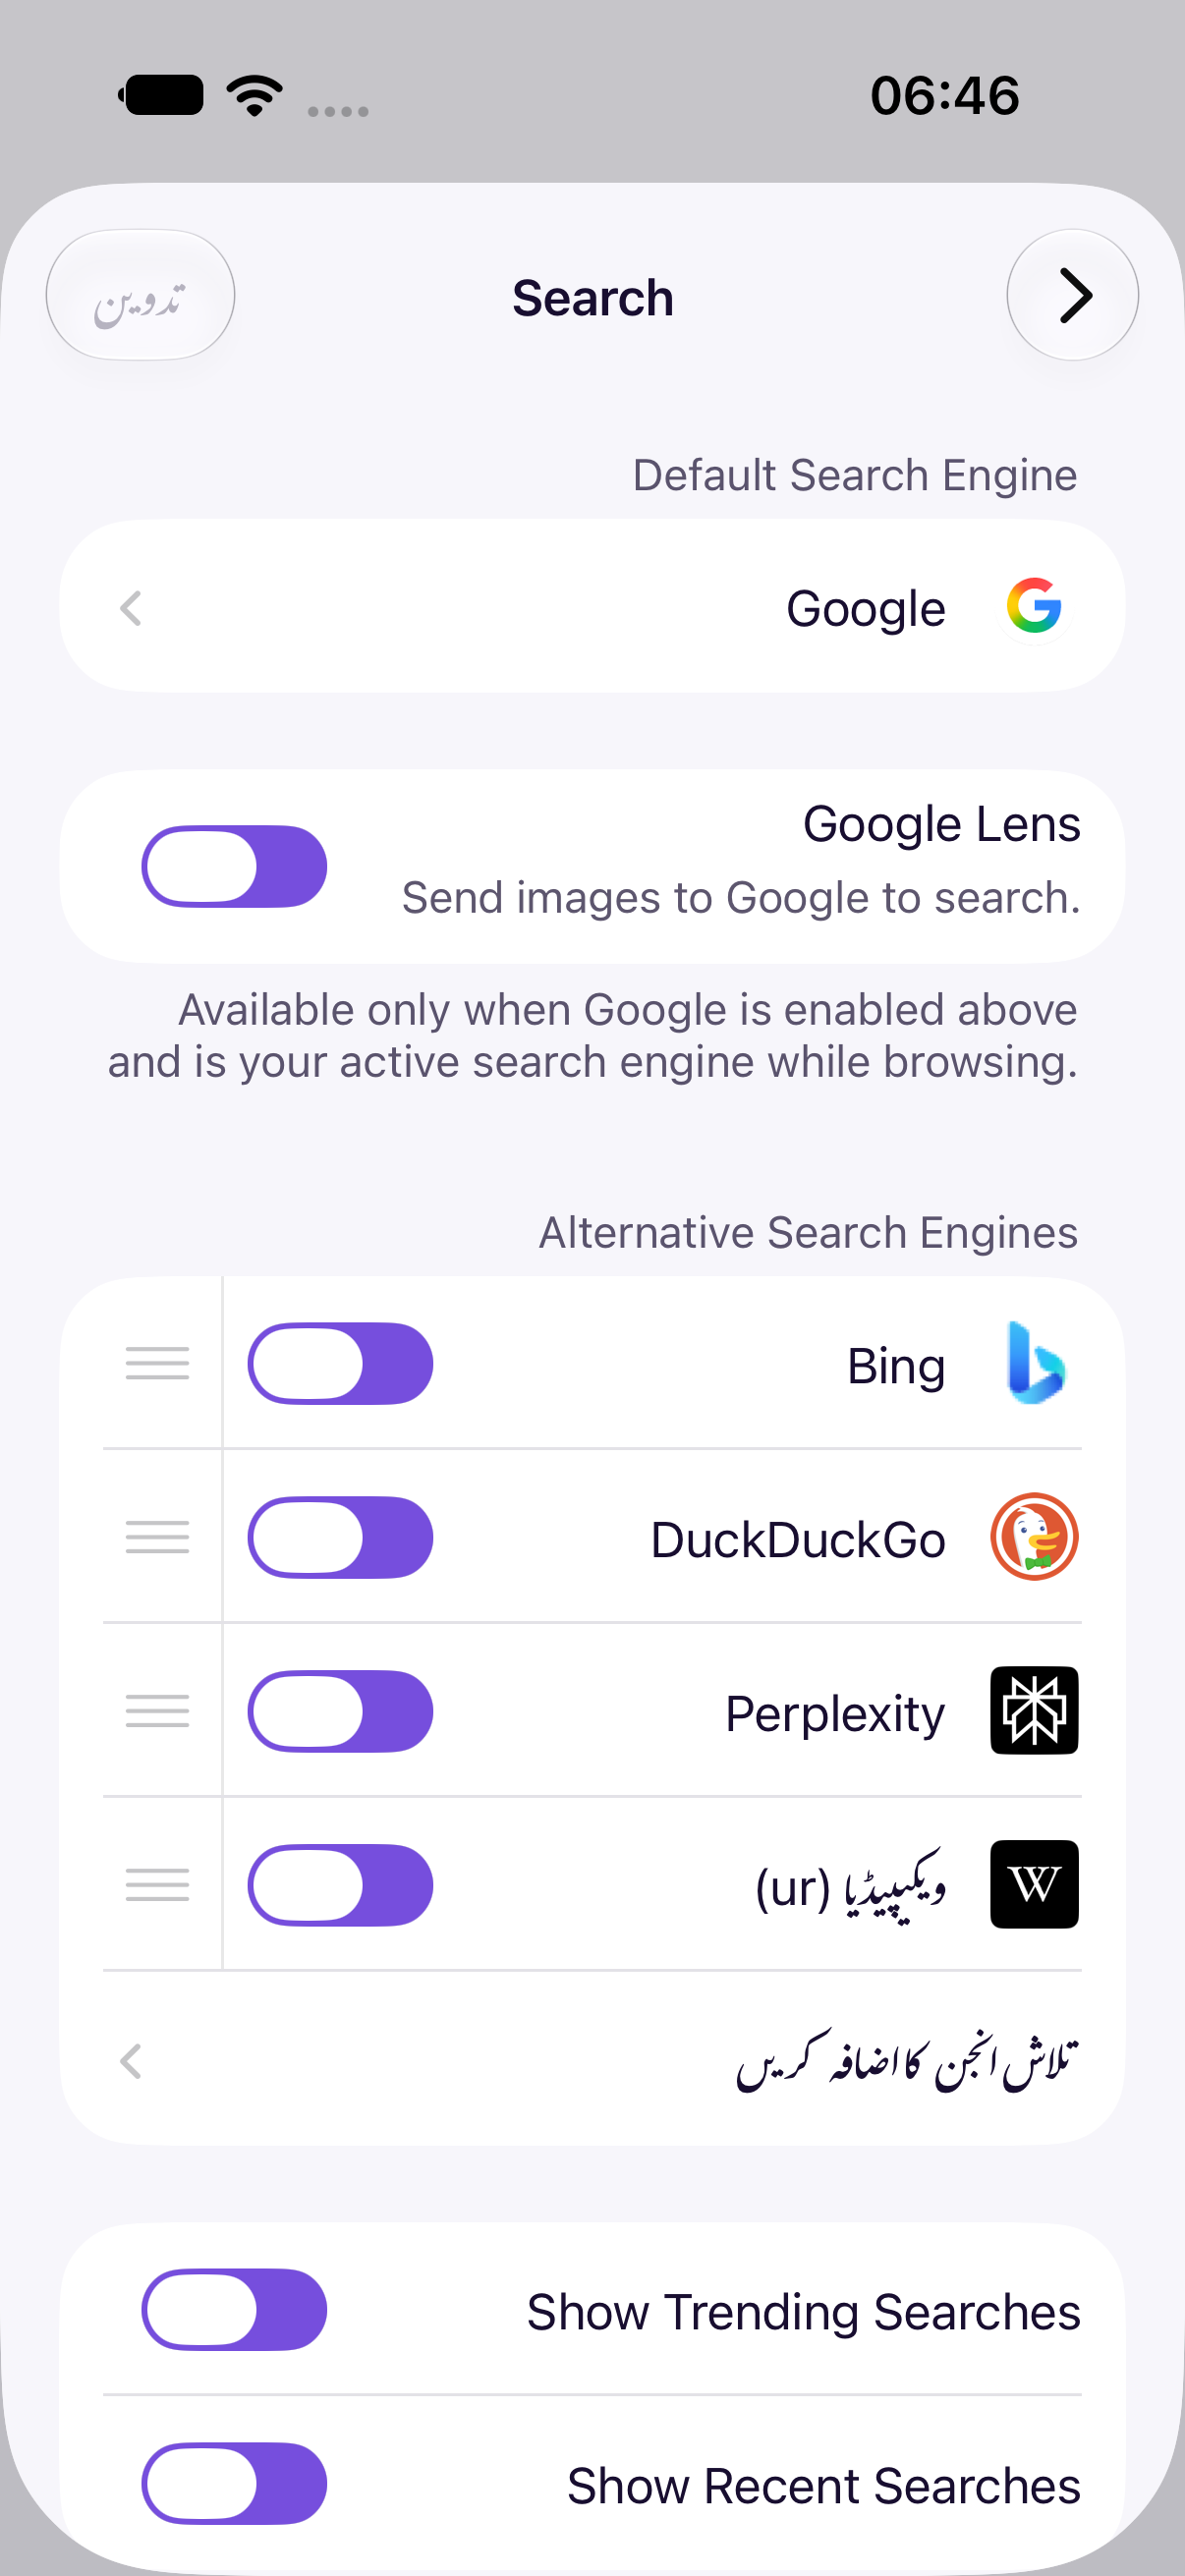 06:46
Search
تدوین
Default Search Engine
Google
Google Lens
Send images to Google to search.
Available only when Google is enabled above
and is your active search engine while browsing.
Alternative Search Engines
Bing
DuckDuckGo
Perplexity
ویکیپیڈیا (ur)
تلاش انجن کا اضافہ کریں
Show Trending Searches
Show Recent Searches